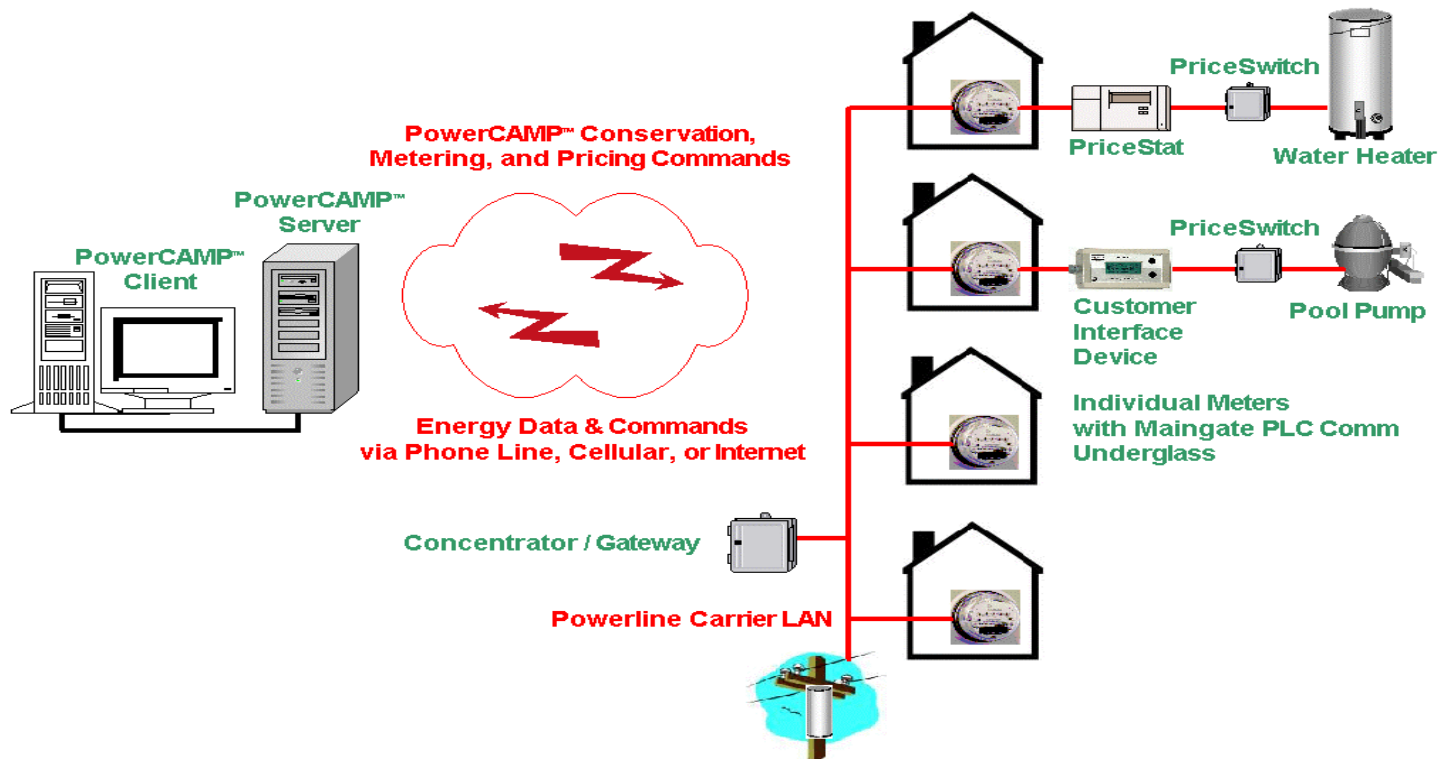 PowerCAMP™ Conservation,
Metering, and Pricing Commands
PowerCAMP™
Server
PowerCAMP™
Client
Energy Data & Commands
via Phone Line, Cellular, or Internet
Concentrator / Gateway
Powerline Carrier LAN
PriceStat
PriceSwitch
Water Heater
PriceSwitch
Customer
Interface
Device
Pool Pump
Individual Meters
with Maingate PLC Comm
Underglass